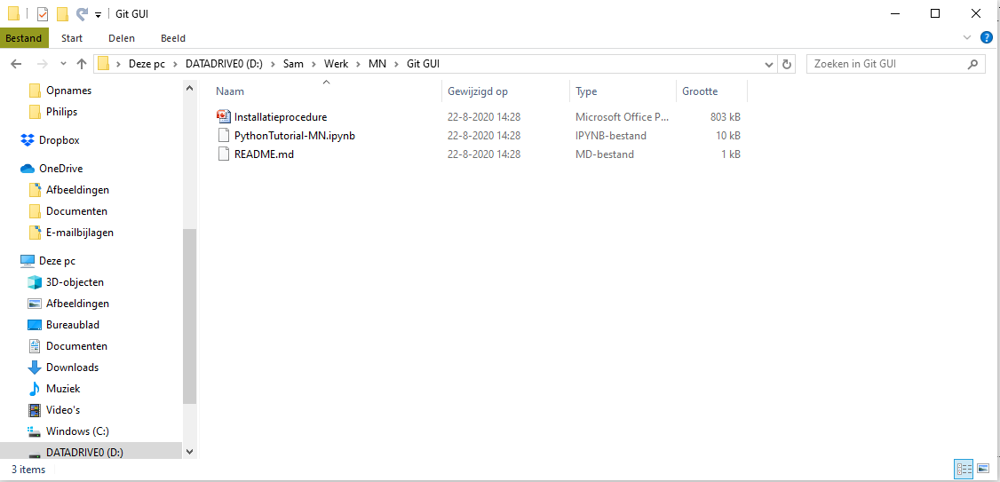 Git GUI
Bestand Start Delen Beeld
Deze pc DATADRIVE0 (D:) Sam Werk MN Git GUI Zoeken in Git GUI
Opnames
Philips
Dropbox
OneDrive
Afbeeldingen
Documenten
E-mailbijlagen
Deze pc
3D-objecten
Afbeeldingen
Bureaublad
Documenten
Downloads
Muziek
Video's
Windows (C:)
DATADRIVE0 (D:)
Naam Gewijzigd op Type Grootte
Installatieprocedure 22-8-2020 14:28 Microsoft Office P... 803 kB
PythonTutorial-MN.ipynb 22-8-2020 14:28 IPYNB-bestand 10 kB
README.md 22-8-2020 14:28 MD-bestand 1 kB
3 items